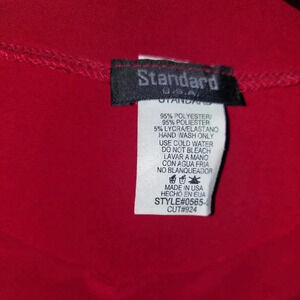 Standard
U.S.A.
STANDARD
95% POLYESTER/
95% POLIESTER
5% LYCRA/ELASTANO
HAND WASH ONLY
USE COLD WATER
DO NOT BLEACH
LAVAR A MANO
CON AGUA FRIA
NO BLANQUEADOR
MADE IN USA
HECHO EN EUA
STYLE#0565-
CUT#924